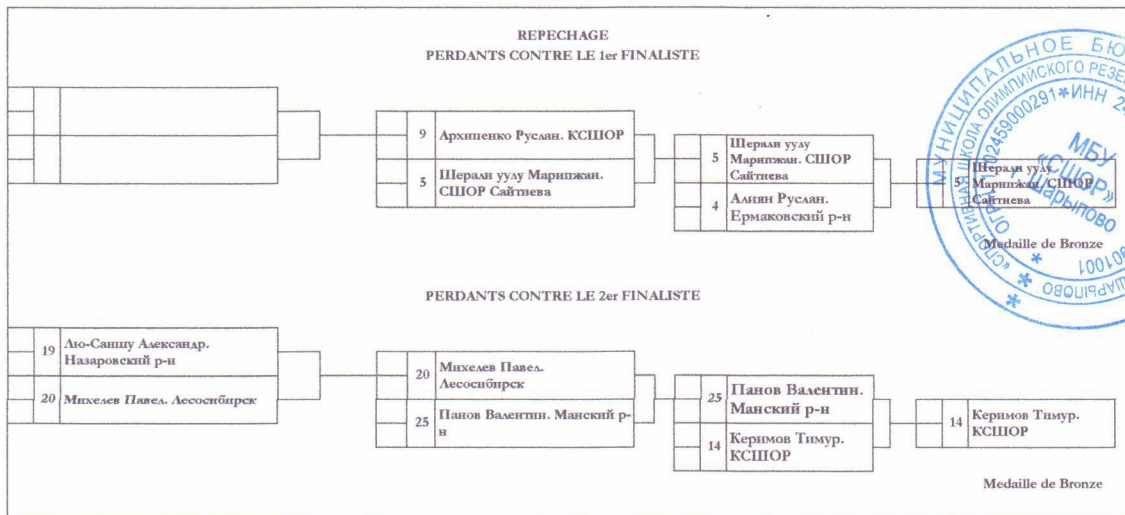 REPECHAGE
PERDANTS CONTRE LE 1er FINALISTE
9 Архипенко Руслан. КСШОР
5 Шерали уулу Марипжан.
СШОР Сайтиева
5 Шерали уулу
Марипжан. СШОР
Сайтиева
4 Алиян Руслан.
Ермаковский р-н
5 Шерали уулу
Марипжан. СШОР
Сайтиева
Medaille de Bronze
МУНИЦИПАЛЬНОЕ
«СПОРТИВНАЯ ШКОЛА ОЛИМПИЙСКОГО
*ИНН
МБУ
«СШОР»
г. Шарыпово
PERDANTS CONTRE LE 2er FINALISTE
19 Лю-Саншу Александр.
Назаровский р-н
20 Михелев Павел. Лесосибирск
20 Михелев Павел.
Лесосибирск
25 Панов Валентин. Манский р-
н
25 Панов Валентин.
Манский р-н
14 Керимов Тимур.
КСШОР
14 Керимов Тимур.
КСШОР
Medaille de Bronze